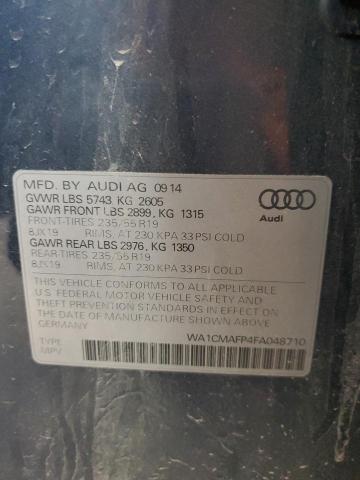 MFD. BY AUDI AG 09 14
GVWR LBS 5743 KG 2605
GAWR FRONT LBS 2899, KG 1315
FRONT-TIRES 235/55 R19
8JX19 RIMS, AT 230 KPA 33 PSI COLD
GAWR REAR LBS 2976, KG 1350
REAR-TIRES 235/55 R19
8JX19 RIMS, AT 230 KPA 33 PSI COLD
THIS VEHICLE CONFORMS TO ALL APPLICABLE
U.S. FEDERAL MOTOR VEHICLE SAFETY AND
THEFT PREVENTION STANDARDS IN EFFECT ON
THE DATE OF MANUFACTURE SHOWN ABOVE
GERMANY
WA1CMAFP4FA048710
TYPE
MPV
Audi